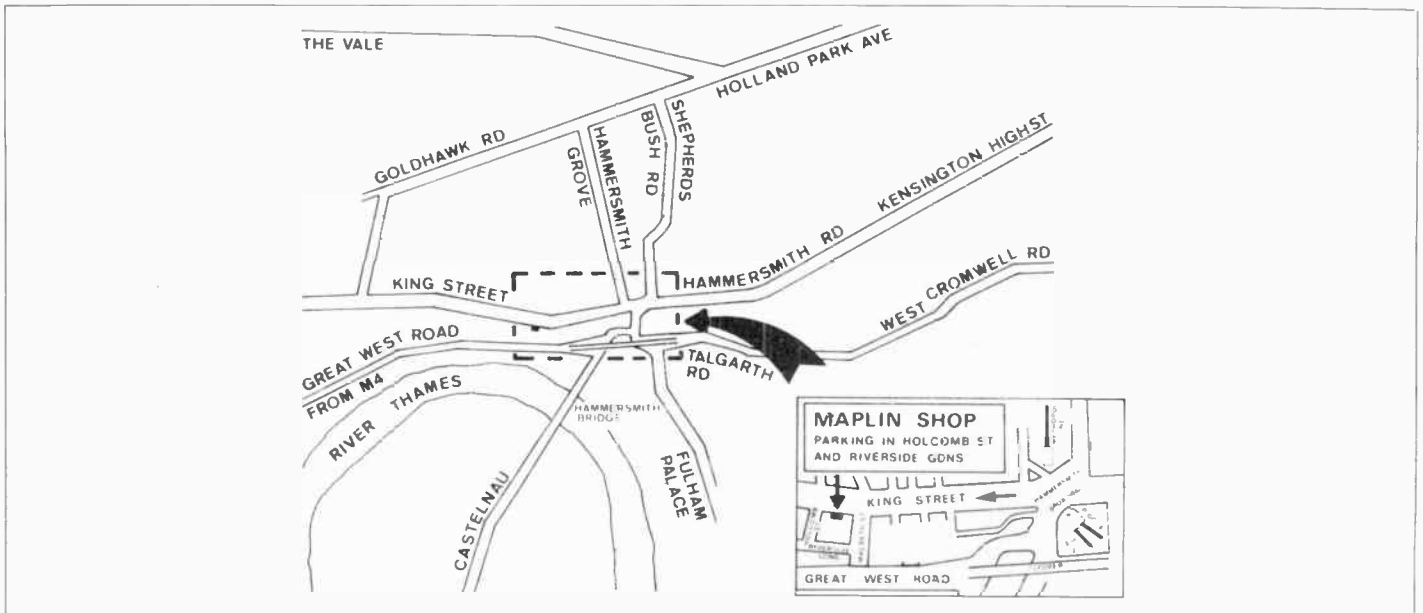 THE VALE
HOLLAND PARK AVE
GOLDHAWK RD
HAMMERSMITH
GROVE
SHEPHERDS
BUSH RD
KENSINGTON HIGH ST
KING STREET
HAMMERSMITH RD
WEST CROMWELL RD
GREAT WEST ROAD
FROM M4
TALGARTH
RD
RIVER THAMES
HAMMERSMITH
BRIDGE
FULHAM
PALACE
CASTELNAU
MAPLIN SHOP
PARKING IN HOLCOMB ST
AND RIVERSIDE GDNS
KING STREET
HAMMERSMITH
GREAT WEST ROAD